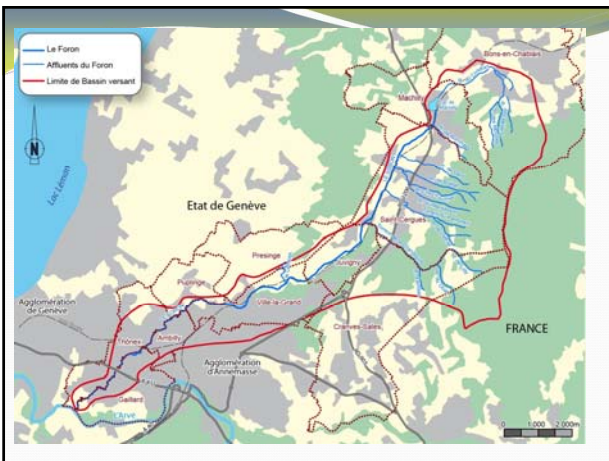 Le Foron
Affluents du Foron
Limite de Bassin versant
N
Lac Léman
Etat de Genève
Bons-en-Chablais
Machilly
Saint-Cergues
Juvigny
Presinge
Puplinge
Ville-la-Grand
Agglomération
de Genève
Thônex
Ambilly
Cranves-Sales
FRANCE
Agglomération
d'Annemasse
Gaillard
L'Arve
0 1 000 2 000m